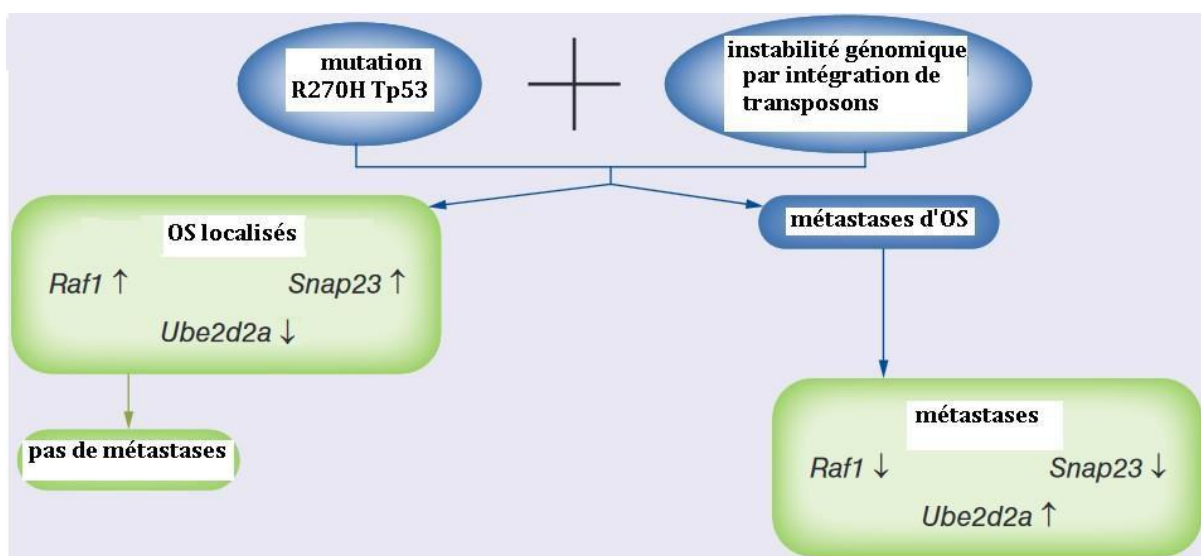 mutation
R270H Tp53
instabilité génomique
par intégration de
transposons
OS localisés
Raf1 ↑ Snap23 ↑
Ube2d2a ↓
pas de métastases
métastases d'OS
métastases
Raf1 ↓ Snap23 ↓
Ube2d2a ↑